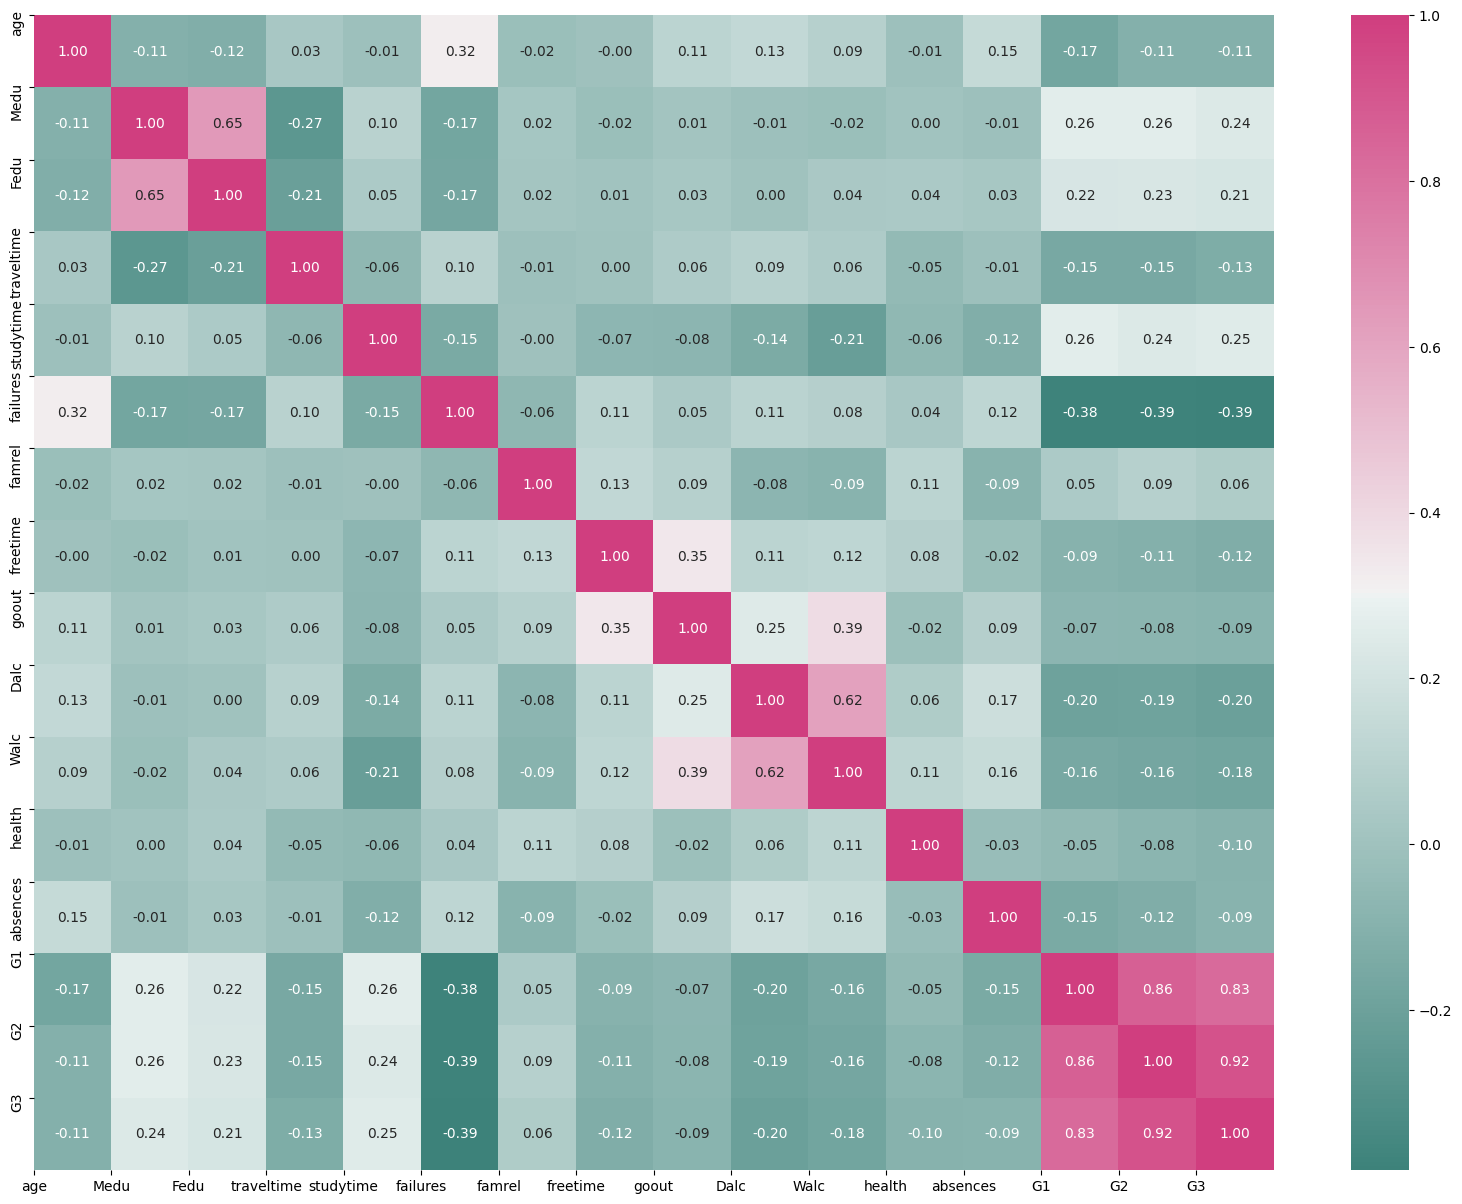 age 1.00 -0.11 -0.12 0.03 -0.01 0.32 -0.02 -0.00 0.11 0.13 0.09 -0.01 0.15 -0.17 -0.11 -0.11
Medu -0.11 1.00 0.65 -0.27 0.10 -0.17 0.02 -0.02 0.01 -0.01 -0.02 0.00 -0.01 0.26 0.26 0.24
Fedu -0.12 0.65 1.00 -0.21 0.05 -0.17 0.02 0.01 0.03 0.00 0.04 0.04 0.03 0.22 0.23 0.21
traveltime 0.03 -0.27 -0.21 1.00 -0.06 0.10 -0.01 0.00 0.06 0.09 0.06 -0.05 -0.01 -0.15 -0.15 -0.13
studytime -0.01 0.10 0.05 -0.06 1.00 -0.15 -0.00 -0.07 -0.08 -0.14 -0.21 -0.06 -0.12 0.26 0.24 0.25
failures 0.32 -0.17 -0.17 0.10 -0.15 1.00 -0.06 0.11 0.05 0.11 0.08 0.04 0.12 -0.38 -0.39 -0.39
famrel -0.02 0.02 0.02 -0.01 -0.00 -0.06 1.00 0.13 0.09 -0.08 -0.09 0.11 -0.09 0.05 0.09 0.06
freetime -0.00 -0.02 0.01 0.00 -0.07 0.11 0.13 1.00 0.35 0.11 0.12 0.08 -0.02 -0.09 -0.11 -0.12
goout 0.11 0.01 0.03 0.06 -0.08 0.05 0.09 0.35 1.00 0.25 0.39 -0.02 0.09 -0.07 -0.08 -0.09
Dalc 0.13 -0.01 0.00 0.09 -0.14 0.11 -0.08 0.11 0.25 1.00 0.62 0.06 0.17 -0.20 -0.19 -0.20
Walc 0.09 -0.02 0.04 0.06 -0.21 0.08 -0.09 0.12 0.39 0.62 1.00 0.11 0.16 -0.16 -0.16 -0.18
health -0.01 0.00 0.04 -0.05 -0.06 0.04 0.11 0.08 -0.02 0.06 0.11 1.00 -0.03 -0.05 -0.08 -0.10
absences 0.15 -0.01 0.03 -0.01 -0.12 0.12 -0.09 -0.02 0.09 0.17 0.16 -0.03 1.00 -0.15 -0.12 -0.09
G1 -0.17 0.26 0.22 -0.15 0.26 -0.38 0.05 -0.09 -0.07 -0.20 -0.16 -0.05 -0.15 1.00 0.86 0.83
G2 -0.11 0.26 0.23 -0.15 0.24 -0.39 0.09 -0.11 -0.08 -0.19 -0.16 -0.08 -0.12 0.86 1.00 0.92
G3 -0.11 0.24 0.21 -0.13 0.25 -0.39 0.06 -0.12 -0.09 -0.20 -0.18 -0.10 -0.09 0.83 0.92 1.00
age Medu Fedu traveltime studytime failures famrel freetime goout Dalc Walc health absences G1 G2 G3
1.0
0.8
0.6
0.4
0.2
0.0
−0.2